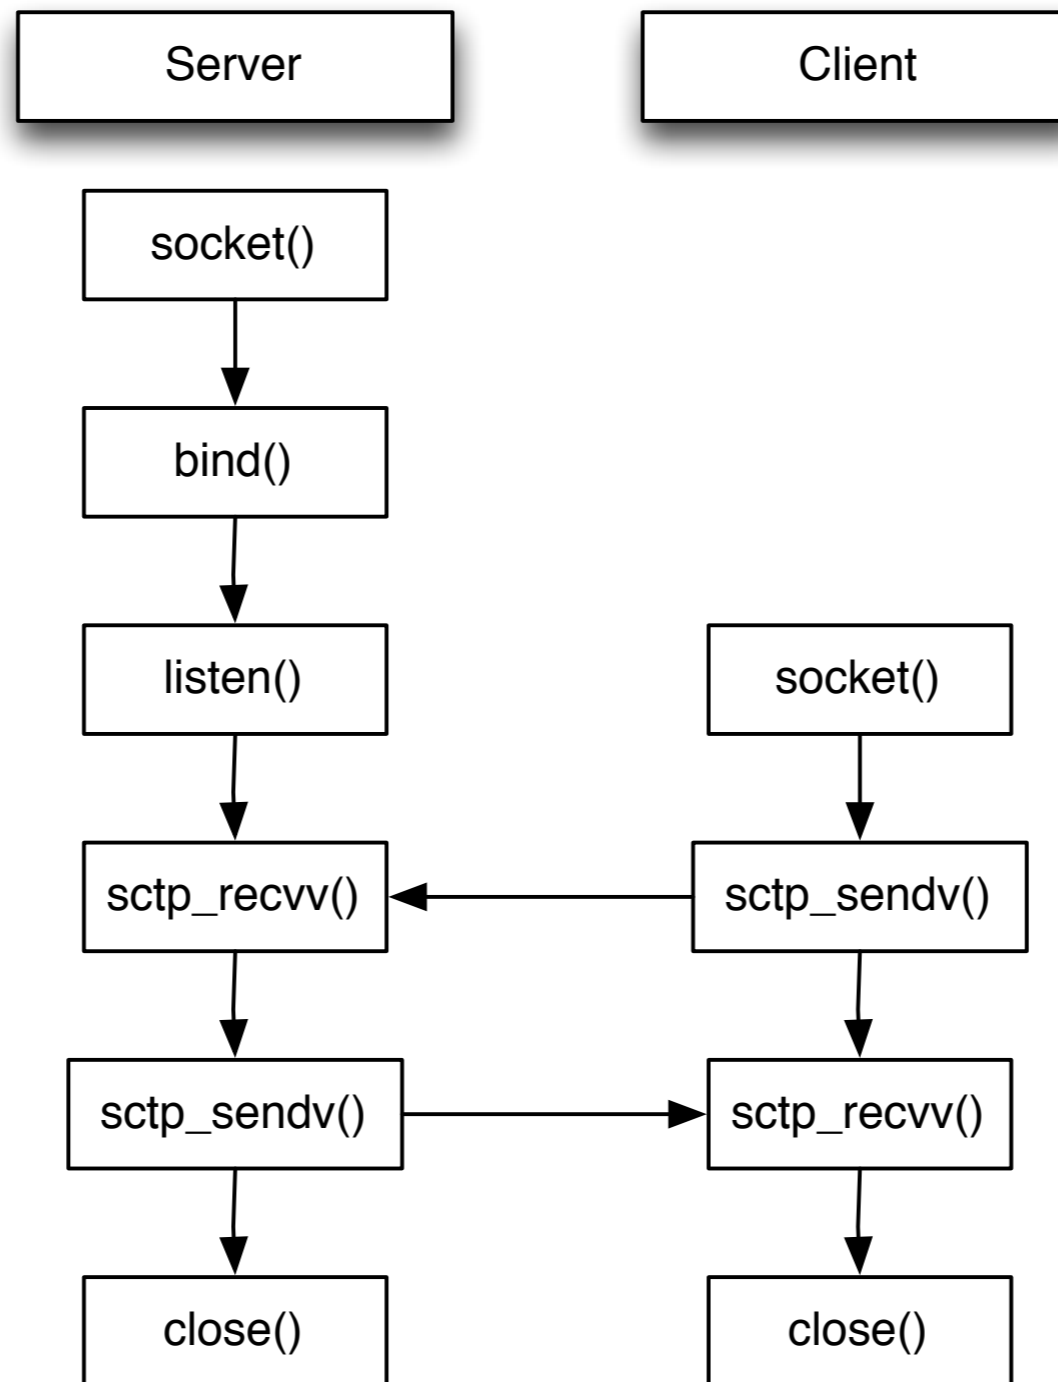 Server
Client
socket()
bind()
listen()
socket()
sctp_recvv()
sctp_sendv()
sctp_sendv()
sctp_recvv()
close()
close()